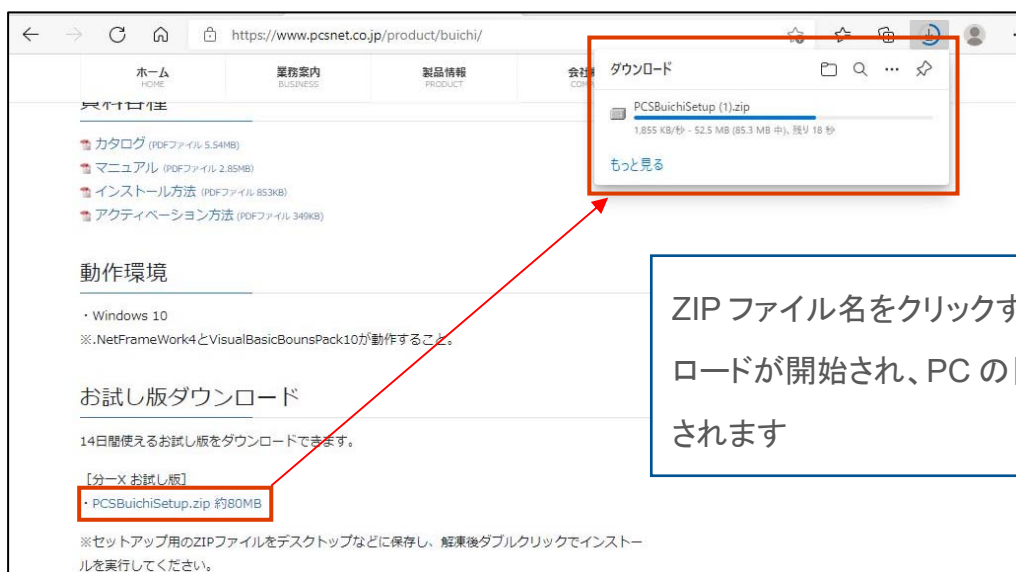 https://www.pcsnet.co.jp/product/buichi/
ホーム
HOME
業務案内
BUSINESS
製品情報
PRODUCT
会社
ダウンロード
PCSBuichiSetup (1).zip
1,855 KB/秒 - 52.5 MB (85.3 MB 中), 残り 18 秒
もっと見る
資料各種
カタログ (PDFファイル 5.54MB)
マニュアル (PDFファイル 2.85MB)
インストール方法 (PDFファイル 853KB)
アクティベーション方法 (PDFファイル 349KB)
動作環境
・Windows 10
※.NetFrameWork4とVisualBasicBounsPack10が動作すること。
お試し版ダウンロード
14日間使えるお試し版をダウンロードできます。
[分一X お試し版]
・PCSBuichiSetup.zip 約80MB
※セットアップ用のZIPファイルをデスクトップなどに保存し、解凍後ダブルクリックでインストー
ルを実行してください。
ZIP ファイル名をクリックす
ロードが開始され、PC の
されます